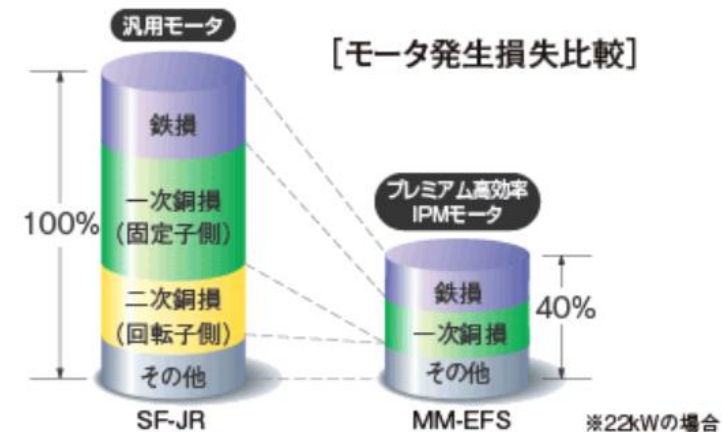 汎用モータ
[モータ発生損失比較]
鉄損
一次銅損
(固定子側)
100%
二次銅損
(回転子側)
その他
SF-JR
プレミアム高効率
IPMモータ
鉄損
40%
一次銅損
その他
MM-EFS
※22kWの場合